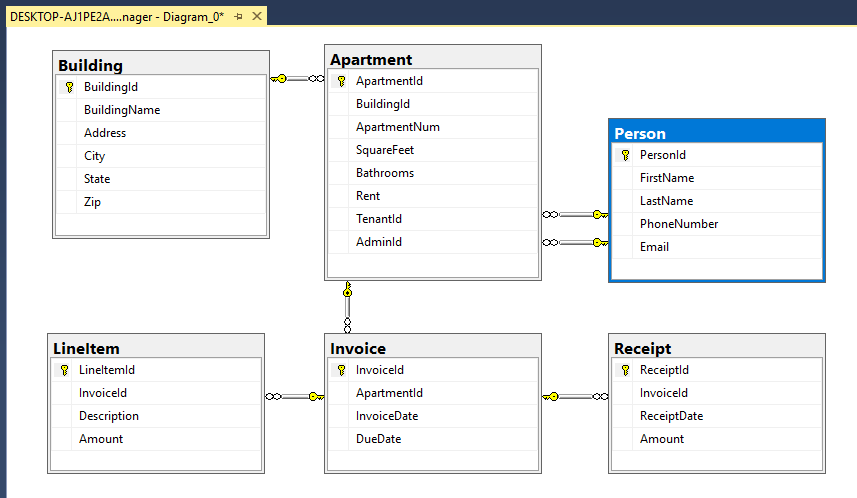 DESKTOP-AJ1PE2A....nager - Diagram_0*
Building
BuildingId
BuildingName
Address
City
State
Zip
Apartment
ApartmentId
BuildingId
ApartmentNum
SquareFeet
Bathrooms
Rent
TenantId
AdminId
Person
PersonId
FirstName
LastName
PhoneNumber
Email
LineItem
LineItemId
InvoiceId
Description
Amount
Invoice
InvoiceId
ApartmentId
InvoiceDate
DueDate
Receipt
ReceiptId
InvoiceId
ReceiptDate
Amount